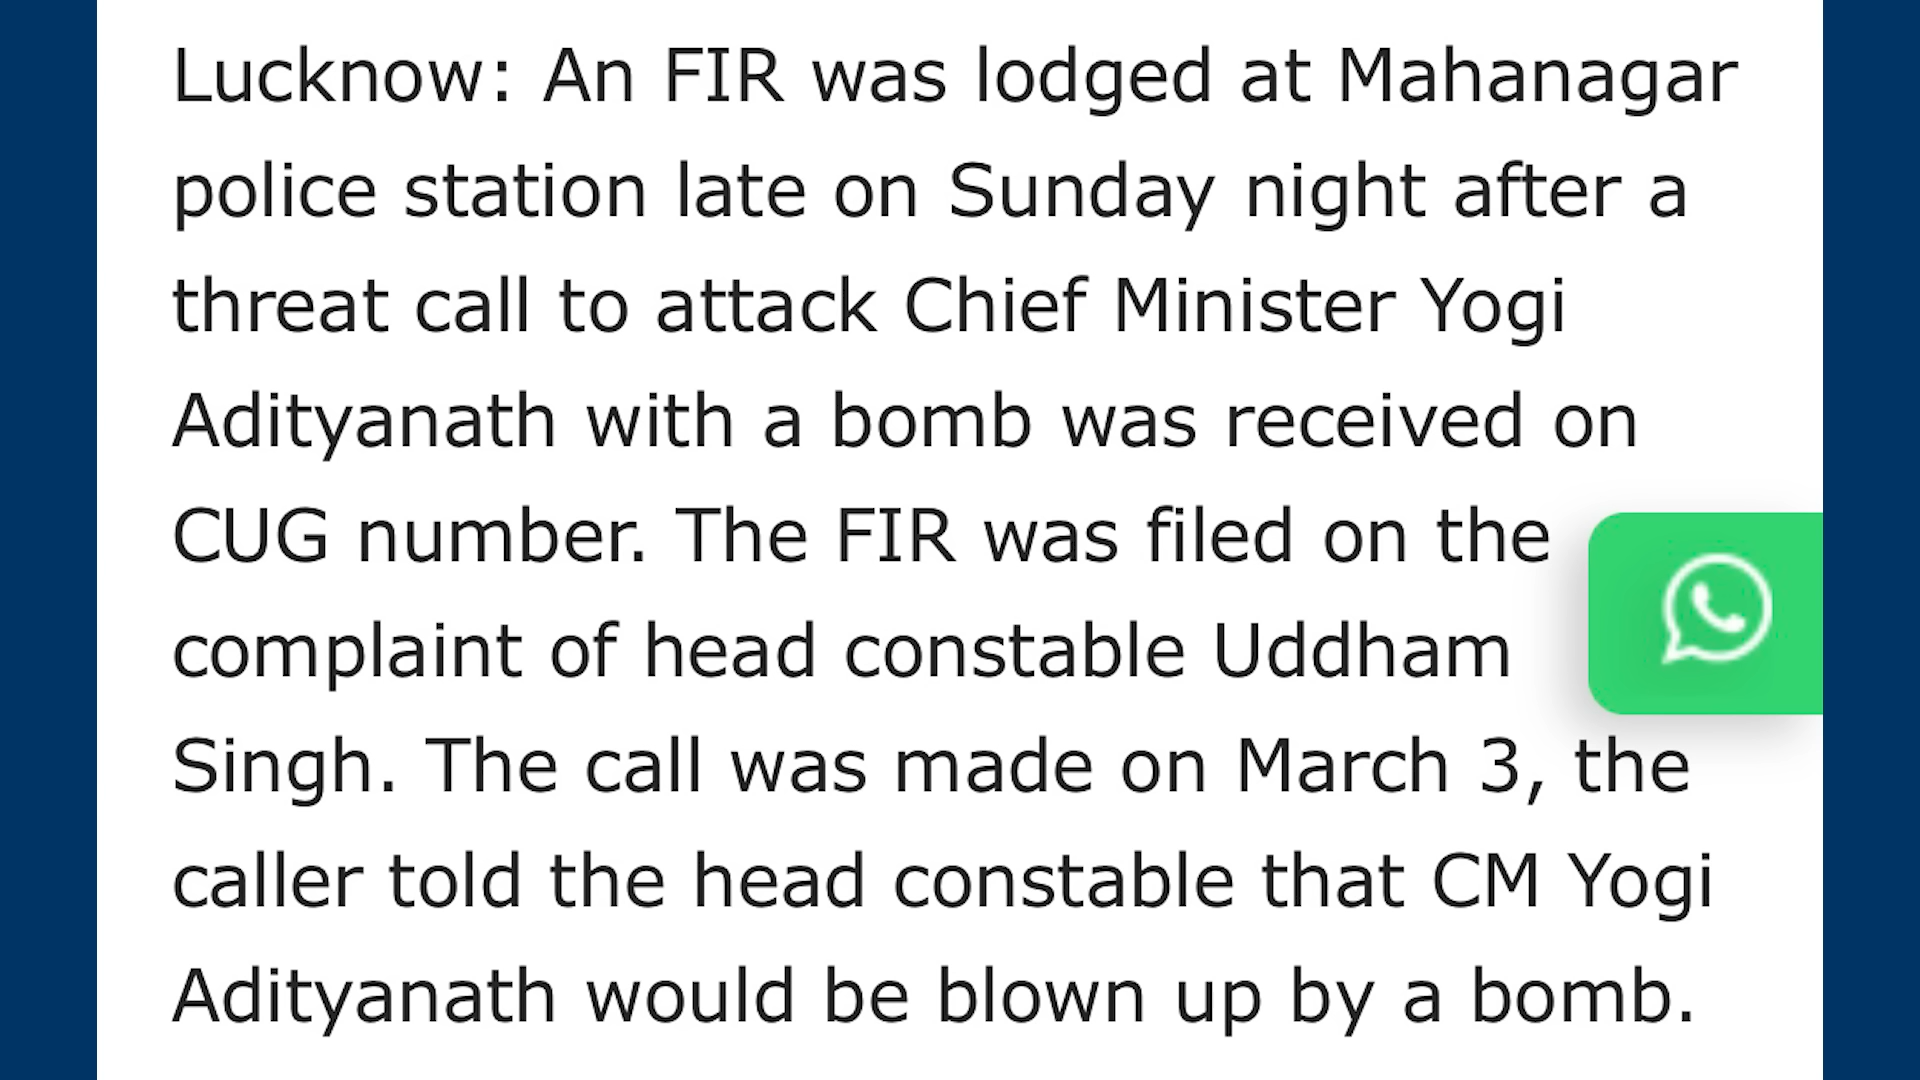 Lucknow: An FIR was lodged at Mahanagar
police station late on Sunday night after a
threat call to attack Chief Minister Yogi
Adityanath with a bomb was received on
CUG number. The FIR was filed on the
complaint of head constable Uddham
Singh. The call was made on March 3, the
caller told the head constable that CM Yogi
Adityanath would be blown up by a bomb.